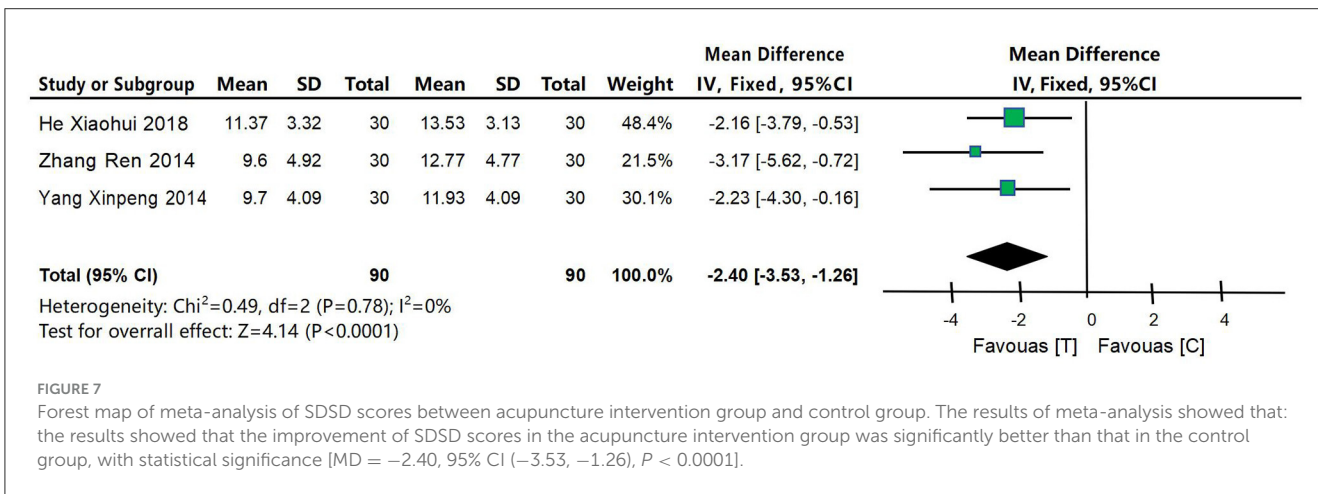 Mean Difference Mean Difference
Study or Subgroup Mean SD Total Mean SD Total Weight IV, Fixed, 95%CI IV, Fixed, 95%CI
He Xiaohui 2018 11.37 3.32 30 13.53 3.13 30 48.4% -2.16 [-3.79, -0.53]
Zhang Ren 2014 9.6 4.92 30 12.77 4.77 30 21.5% -3.17 [-5.62, -0.72]
Yang Xinpeng 2014 9.7 4.09 30 11.93 4.09 30 30.1% -2.23 [-4.30, -0.16]
Total (95% CI) 90 90 100.0% -2.40 [-3.53, -1.26]
Heterogeneity: Chi²=0.49, df=2 (P=0.78); I²=0%
Test for overrall effect: Z=4.14 (P<0.0001)
-4 -2 0 2 4
Favouas [T] Favouas [C]
FIGURE 7
Forest map of meta-analysis of SDSD scores between acupuncture intervention group and control group. The results of meta-analysis showed that:
the results showed that the improvement of SDSD scores in the acupuncture intervention group was significantly better than that in the control
group, with statistical significance [MD = −2.40, 95% CI (−3.53, −1.26), P < 0.0001].